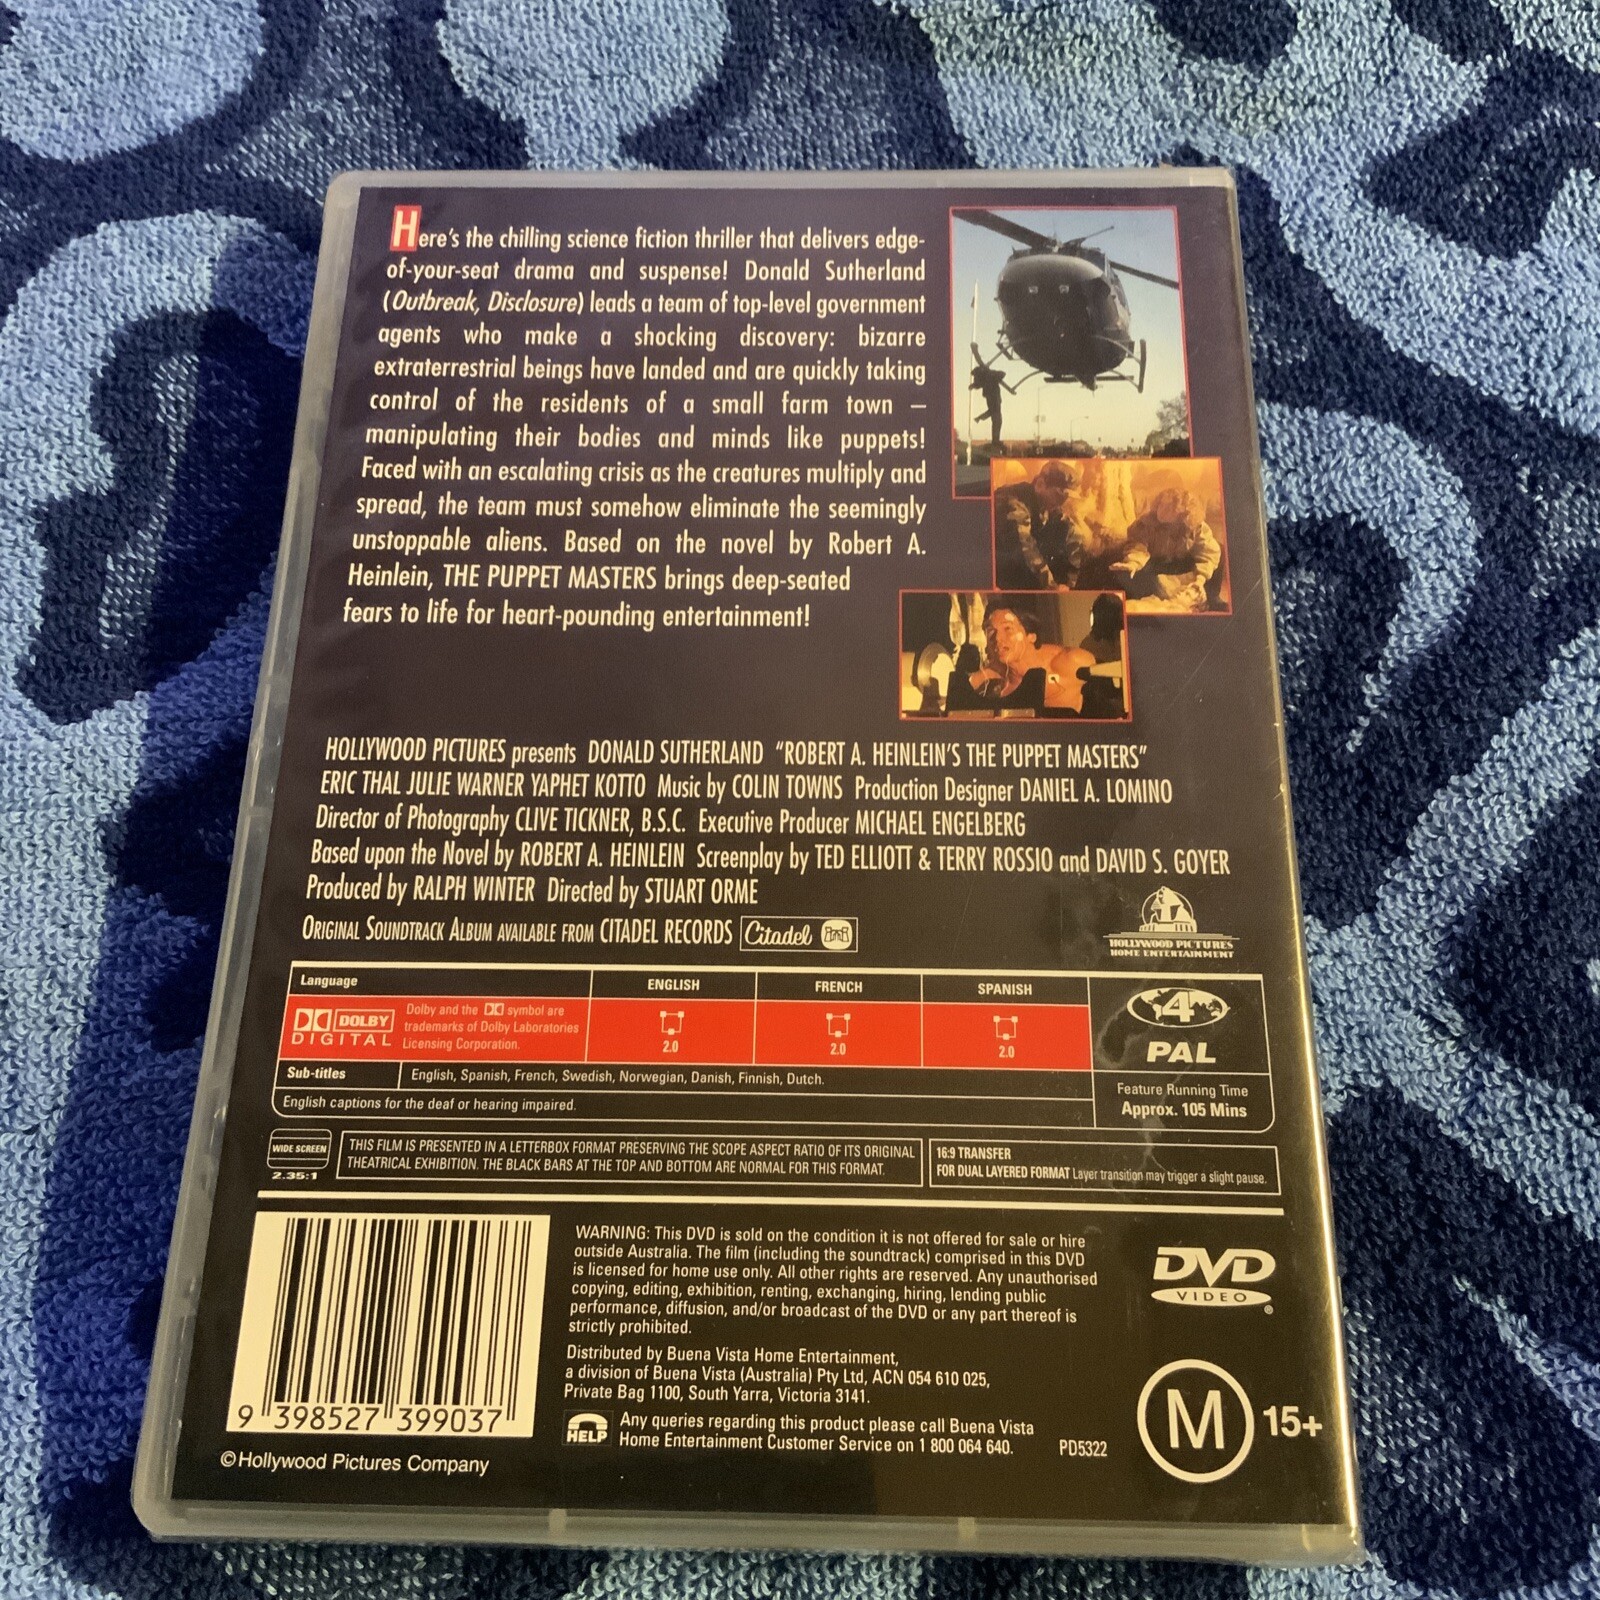 Here's the chilling science fiction thriller that delivers edge-
of-your-seat drama and suspense! Donald Sutherland
(Outbreak, Disclosure) leads a team of top-level government
agents who make a shocking discovery: bizarre
extraterrestrial beings have landed and are quickly taking
control of the residents of a small farm town –
manipulating their bodies and minds like puppets!
Faced with an escalating crisis as the creatures multiply and
spread, the team must somehow eliminate the seemingly
unstoppable aliens. Based on the novel by Robert A.
Heinlein, THE PUPPET MASTERS brings deep-seated
fears to life for heart-pounding entertainment!
HOLLYWOOD PICTURES presents DONALD SUTHERLAND "ROBERT A. HEINLEIN'S THE PUPPET MASTERS"
ERIC THAL JULIE WARNER YAPHET KOTTO Music by COLIN TOWNS Production Designer DANIEL A. LOMINO
Director of Photography CLIVE TICKNER, B.S.C. Executive Producer MICHAEL ENGELBERG
Based upon the Novel by ROBERT A. HEINLEIN Screenplay by TED ELLIOTT & TERRY ROSSIO and DAVID S. GOYER
Produced by RALPH WINTER Directed by STUART ORME
ORIGINAL SOUNDTRACK ALBUM AVAILABLE FROM CITADEL RECORDS Citadel
HOLLYWOOD PICTURES
HOME ENTERTAINMENT
Language ENGLISH FRENCH SPANISH
DOLBY
DIGITAL
Dolby and the symbol are
trademarks of Dolby Laboratories
Licensing Corporation.
2.0 2.0 2.0
4
PAL
Sub-titles English, Spanish, French, Swedish, Norwegian, Danish, Finnish, Dutch.
English captions for the deaf or hearing impaired.
Feature Running Time
Approx. 105 Mins
WIDE SCREEN
2.35:1
THIS FILM IS PRESENTED IN A LETTERBOX FORMAT PRESERVING THE SCOPE ASPECT RATIO OF ITS ORIGINAL
THEATRICAL EXHIBITION. THE BLACK BARS AT THE TOP AND BOTTOM ARE NORMAL FOR THIS FORMAT.
16:9 TRANSFER
FOR DUAL LAYERED FORMAT Layer transition may trigger a slight pause.
WARNING: This DVD is sold on the condition it is not offered for sale or hire
outside Australia. The film (including the soundtrack) comprised in this DVD
is licensed for home use only. All other rights are reserved. Any unauthorised
copying, editing, exhibition, renting, exchanging, hiring, lending public
performance, diffusion, and/or broadcast of the DVD or any part thereof is
strictly prohibited.
Distributed by Buena Vista Home Entertainment,
a division of Buena Vista (Australia) Pty Ltd, ACN 054 610 025,
Private Bag 1100, South Yarra, Victoria 3141.
HELP
Any queries regarding this product please call Buena Vista
Home Entertainment Customer Service on 1 800 064 640.
PD5322
DVD
VIDEO
®
M 15+
9 398527 399037
©Hollywood Pictures Company